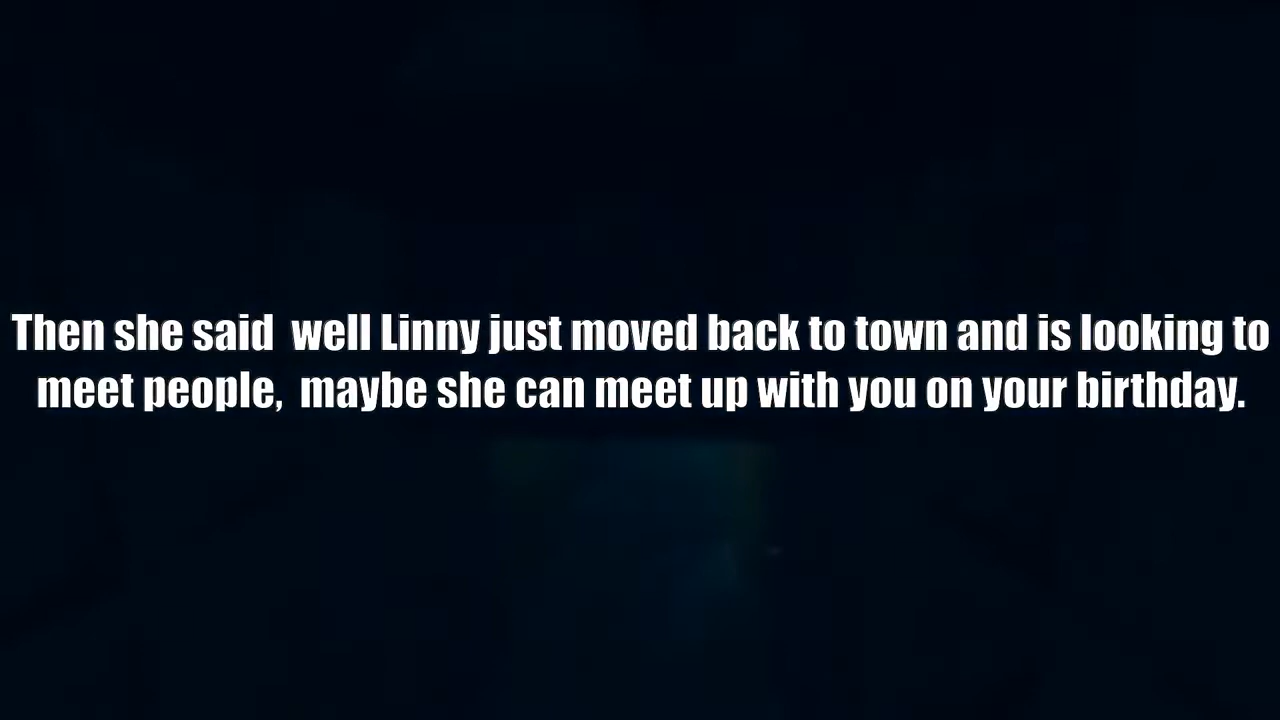 Then she said  well Linny just moved back to town and is looking to
meet people,  maybe she can meet up with you on your birthday.